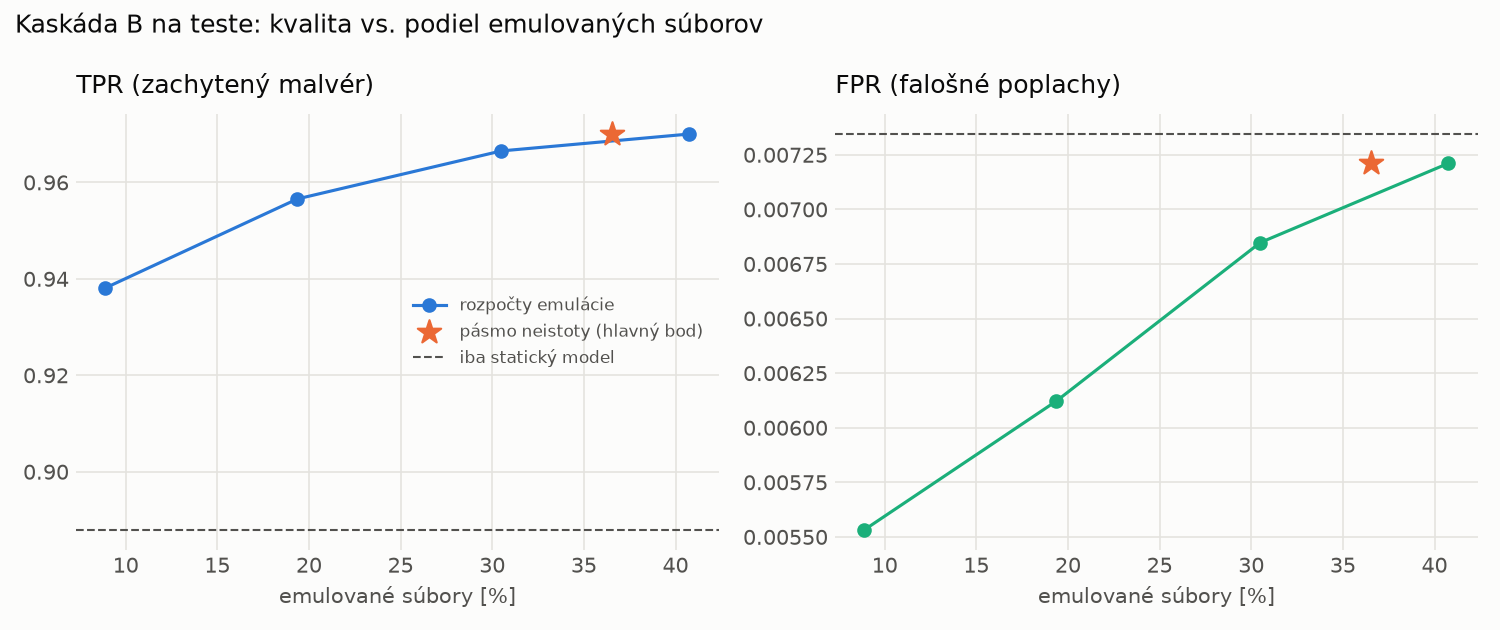 Kaskáda B na teste: kvalita vs. podiel emulovaných súborov
TPR (zachytený malvér)
0.96
0.94
0.92
0.90
rozpočty emulácie
pásmo neistoty (hlavný bod)
iba statický model
10 15 20 25 30 35 40
emulované súbory [%]
FPR (falošné poplachy)
0.00725
0.00700
0.00675
0.00650
0.00625
0.00600
0.00575
0.00550
10 15 20 25 30 35 40
emulované súbory [%]